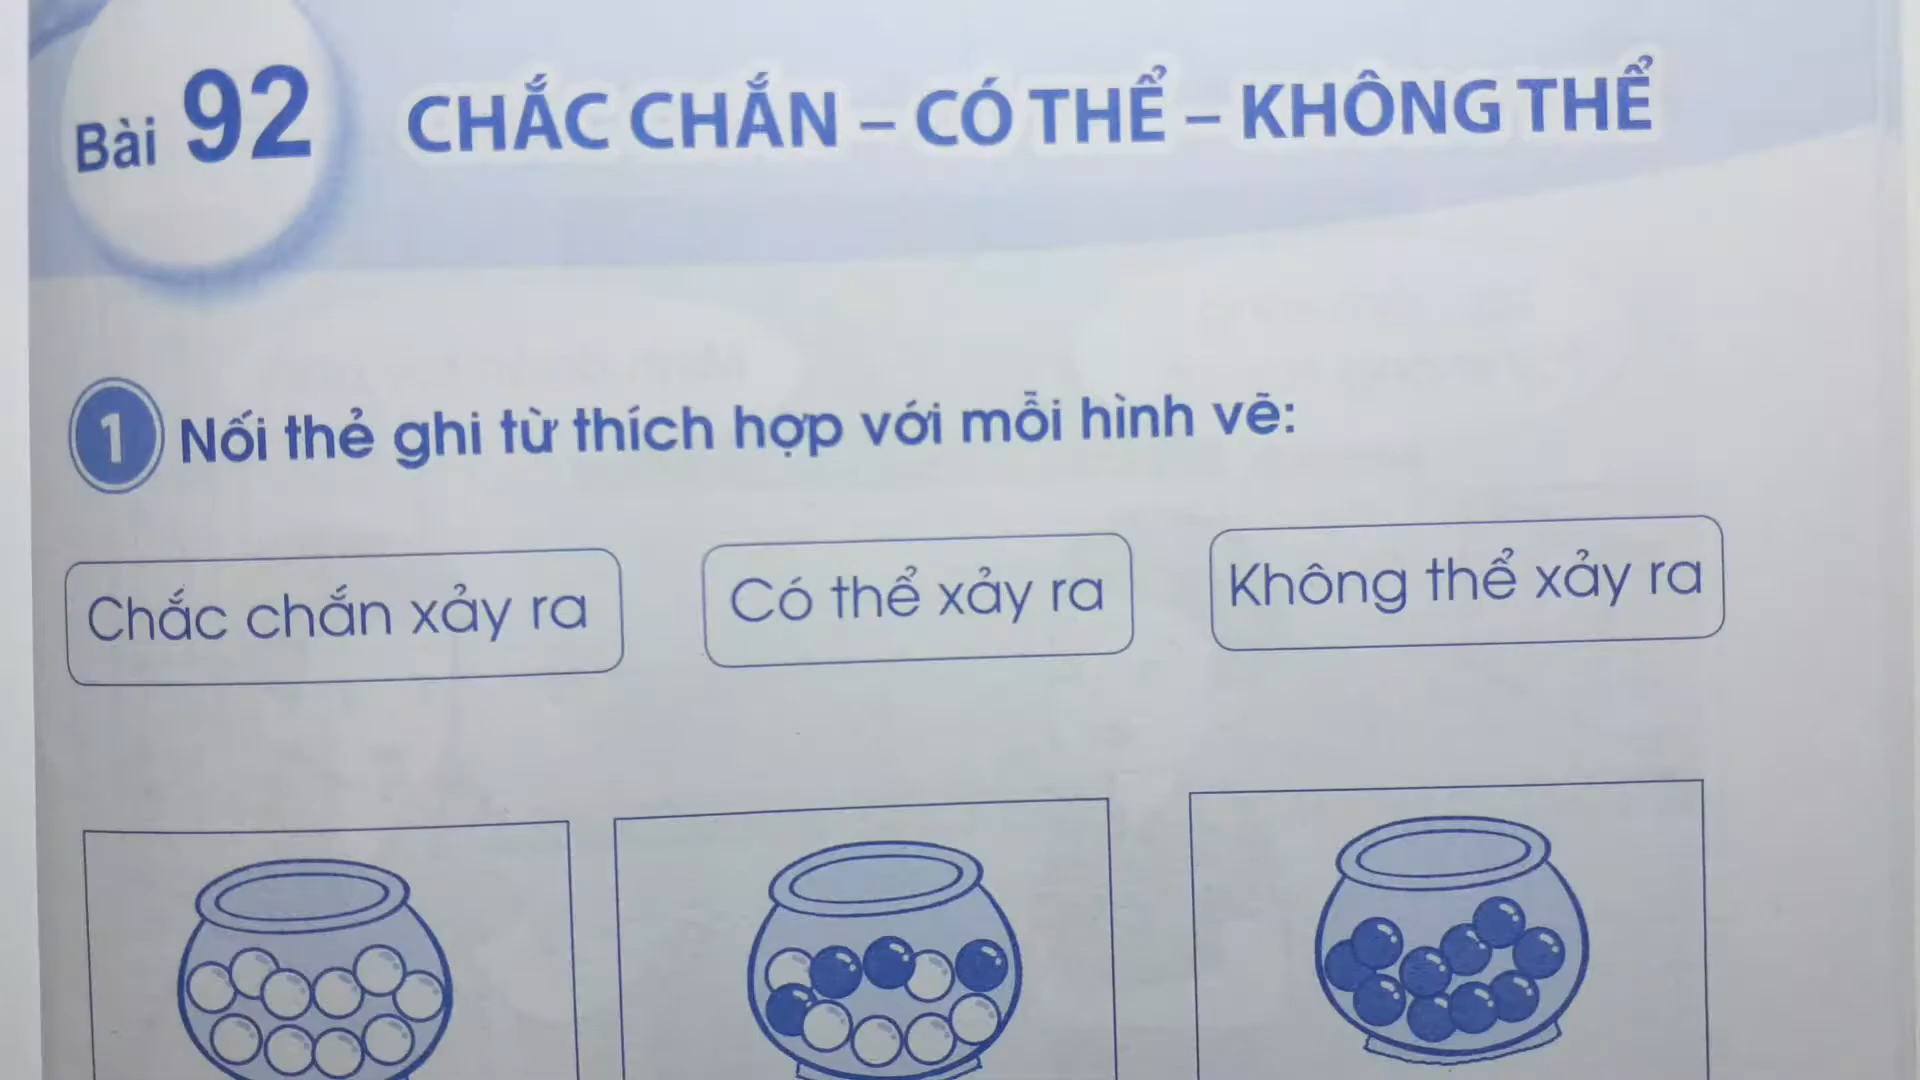 Bài 92 CHẮC CHẮN – CÓ THỂ – KHÔNG THỂ
1 Nối thẻ ghi từ thích hợp với mỗi hình vẽ:
Chắc chắn xảy ra
Có thể xảy ra
Không thể xảy ra